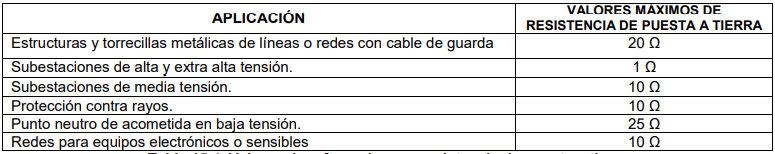 APLICACIÓN
VALORES MÁXIMOS DE
RESISTENCIA DE PUESTA A TIERRA
Estructuras y torrecillas metálicas de líneas o redes con cable de guarda 20 Ω
Subestaciones de alta y extra alta tensión. 1 Ω
Subestaciones de media tensión. 10 Ω
Protección contra rayos. 10 Ω
Punto neutro de acometida en baja tensión. 25 Ω
Redes para equipos electrónicos o sensibles 10 Ω